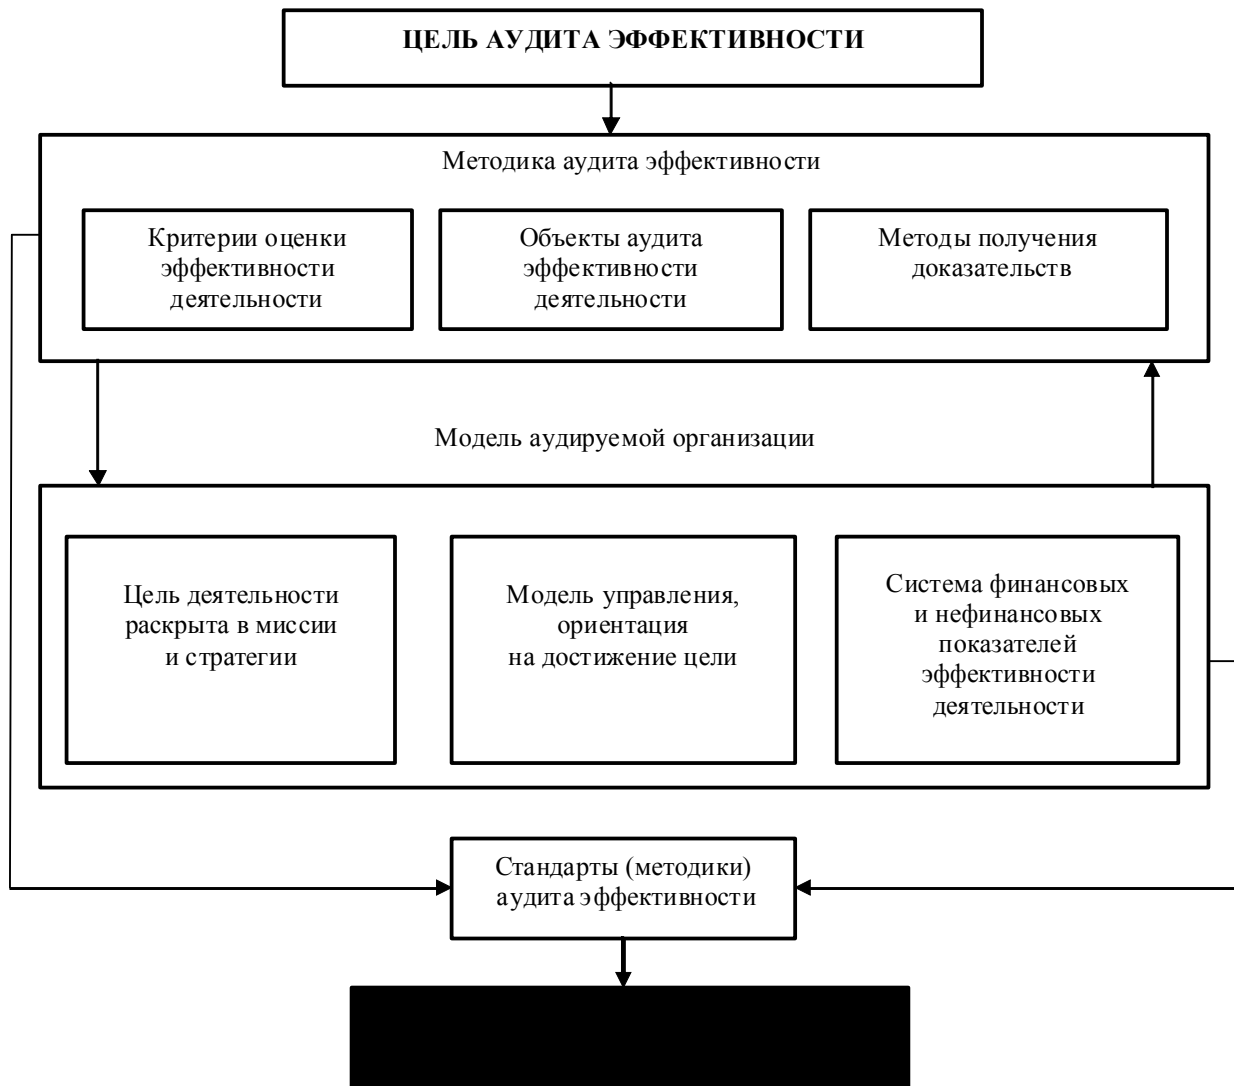 ЦЕЛЬ АУДИТА ЭФФЕКТИВНОСТИ
Методика аудита эффективности
Критерии оценки
эффективности
деятельности
Объекты аудита
эффективности
деятельности
Методы получения
доказательств
Модель аудируемой организации
Цель деятельности
раскрыта в миссии
и стратегии
Модель управления,
ориентация
на достижение цели
Система финансовых
и нефинансовых
показателей
эффективности
деятельности
Стандарты (методики)
аудита эффективности